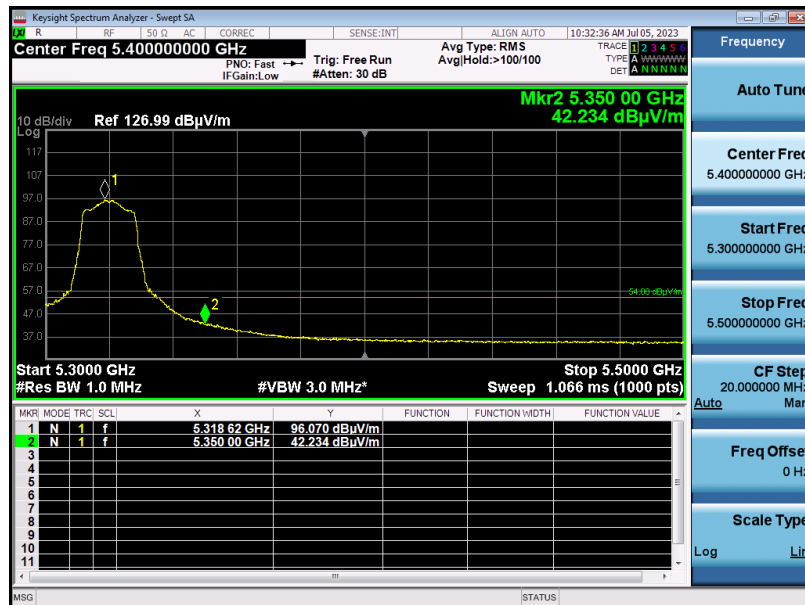 Keysight Spectrum Analyzer - Swept SA
LXI R RF 50 Ω AC CORREC SENSE:INT ALIGN AUTO 10:32:36 AM Jul 05, 2023
Center Freq 5.400000000 GHz
PNO: Fast
IFGain:Low
Trig: Free Run
#Atten: 30 dB
Avg Type: RMS
Avg|Hold:>100/100
TRACE 1 2 3 4 5 6
TYPE A WWWWW
DET A N N N N N
Mkr2 5.350 00 GHz
42.234 dBµV/m
10 dB/div Ref 126.99 dBµV/m
Log
117
107
97.0
87.0
77.0
67.0
57.0
47.0
37.0
1
2
54.00 dBµV/m
Start 5.3000 GHz Stop 5.5000 GHz
#Res BW 1.0 MHz #VBW 3.0 MHz* Sweep 1.066 ms (1000 pts)
MKR MODE TRC SCL X Y FUNCTION FUNCTION WIDTH FUNCTION VALUE
1 N 1 f 5.318 62 GHz 96.070 dBµV/m
2 N 1 f 5.350 00 GHz 42.234 dBµV/m
3
4
5
6
7
8
9
10
11
MSG STATUS
Frequency
Auto Tune
Center Freq
5.400000000 GHz
Start Freq
5.300000000 GHz
Stop Freq
5.500000000 GHz
CF Step
20.000000 MHz
Auto Man
Freq Offset
0 Hz
Scale Type
Log Lin